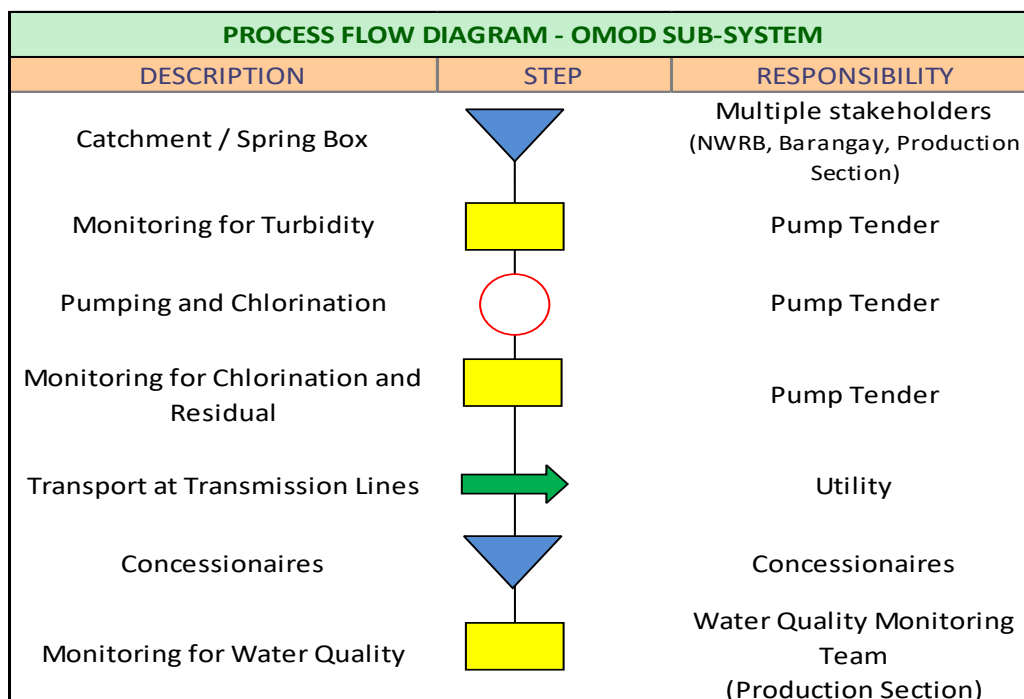 PROCESS FLOW DIAGRAM - OMOD SUB-SYSTEM
DESCRIPTION STEP RESPONSIBILITY
Catchment / Spring Box
Multiple stakeholders
(NWRB, Barangay, Production
Section)
Monitoring for Turbidity
Pump Tender
Pumping and Chlorination
Pump Tender
Monitoring for Chlorination and
Residual
Pump Tender
Transport at Transmission Lines
Utility
Concessionaires
Concessionaires
Monitoring for Water Quality
Water Quality Monitoring
Team
(Production Section)